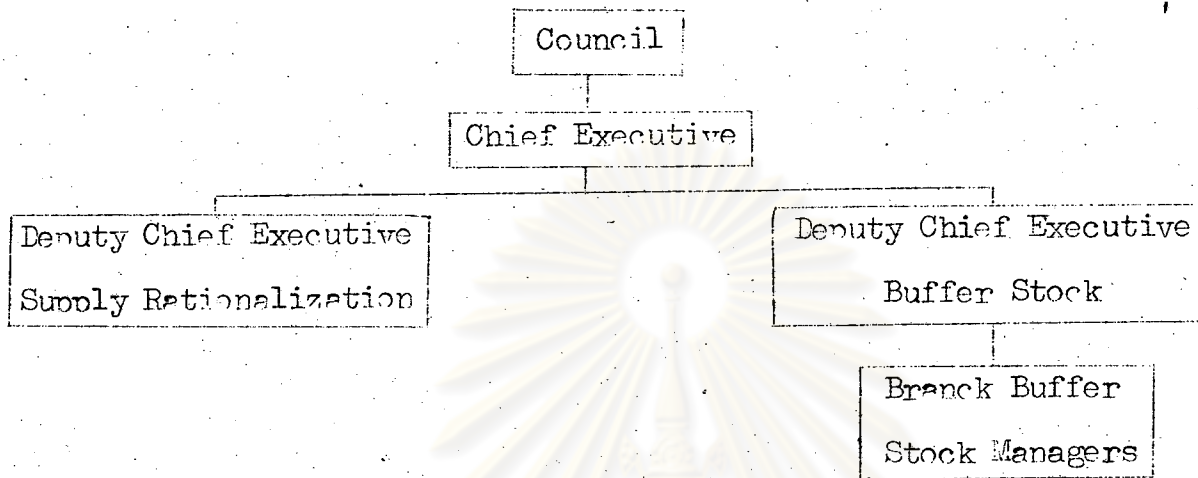 Council
Chief Executive
Deputy Chief Executive
Supply Rationalization
Deputy Chief Executive
Buffer Stock
Branck Buffer
Stock Managers